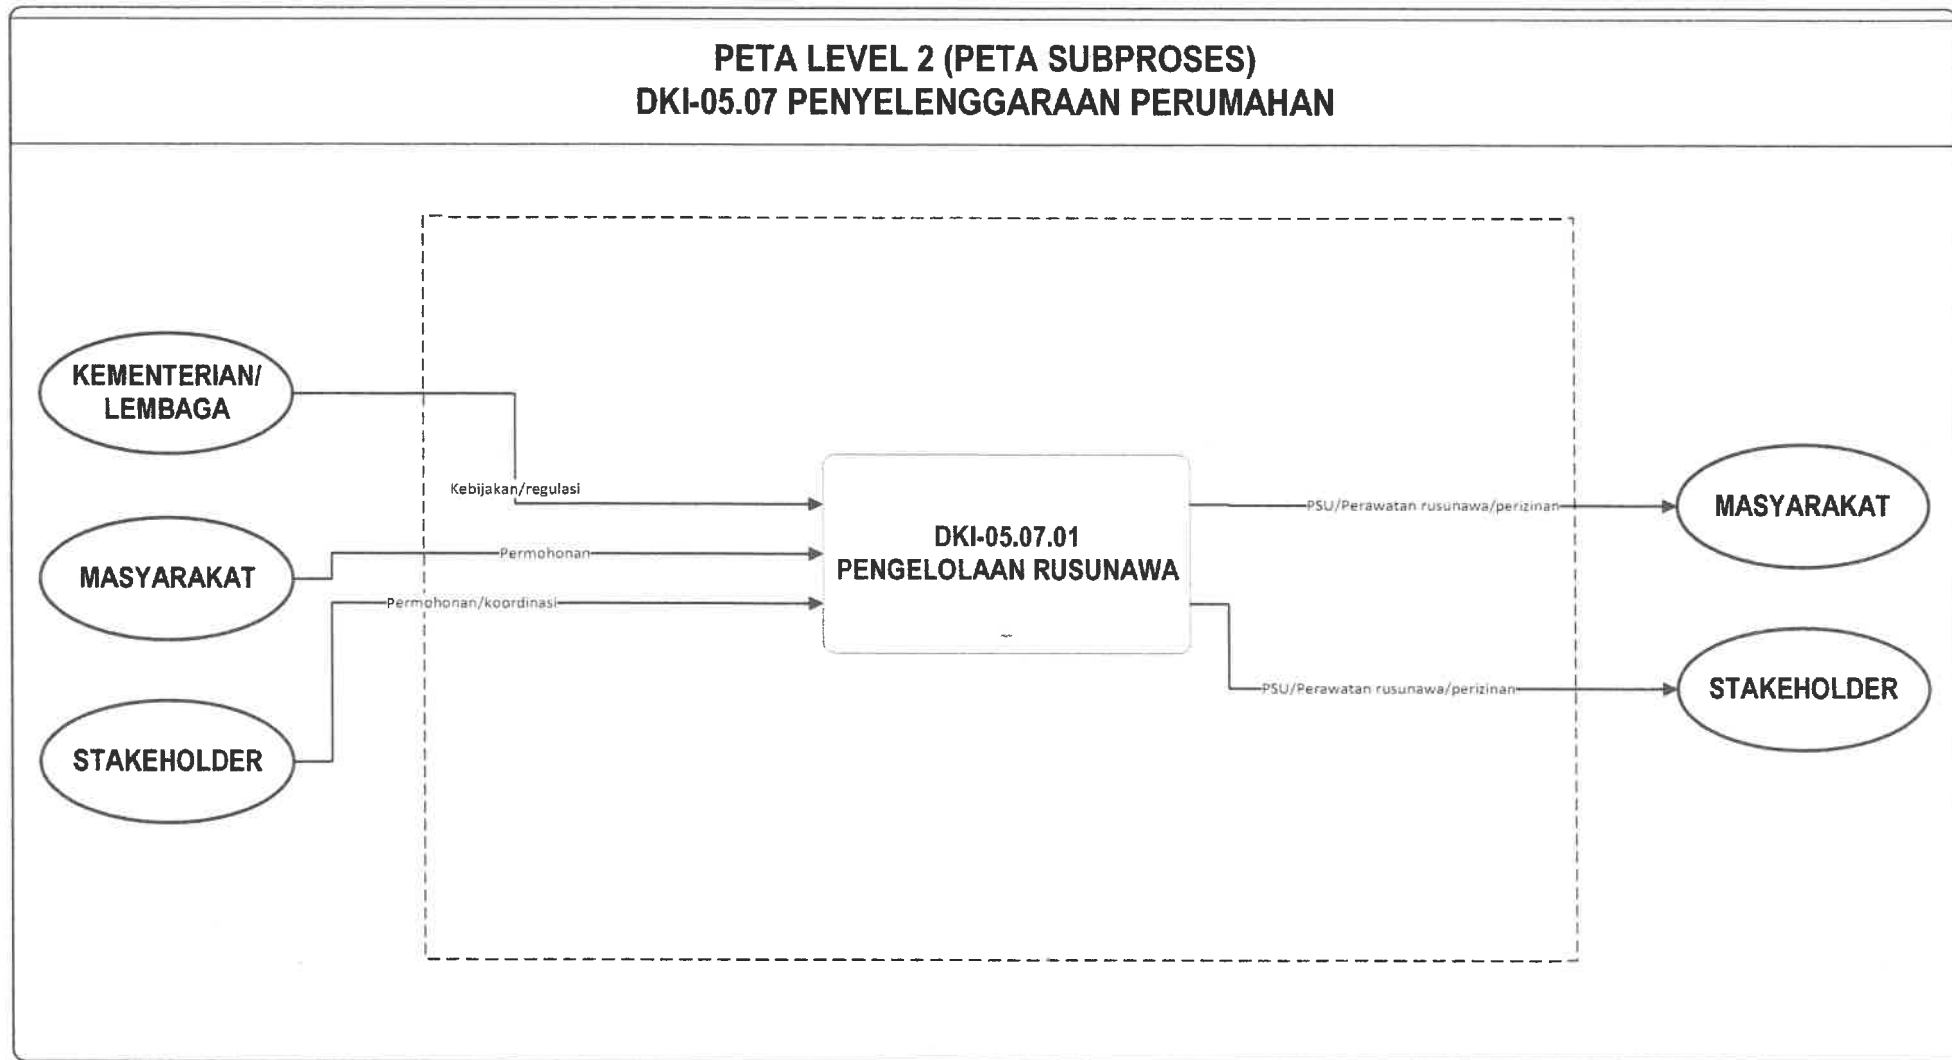 PETA LEVEL 2 (PETA SUBPROSES)
DKI-05.07 PENYELENGGARAAN PERUMAHAN
KEMENTERIAN/
LEMBAGA
MASYARAKAT
STAKEHOLDER
Kebijakan/regulasi
Permohonan
Permohonan/koordinasi
DKI-05.07.01
PENGELOLAAN RUSUNAWA
PSU/Perawatan rusunawa/perizinan
PSU/Perawatan rusunawa/perizinan
MASYARAKAT
STAKEHOLDER